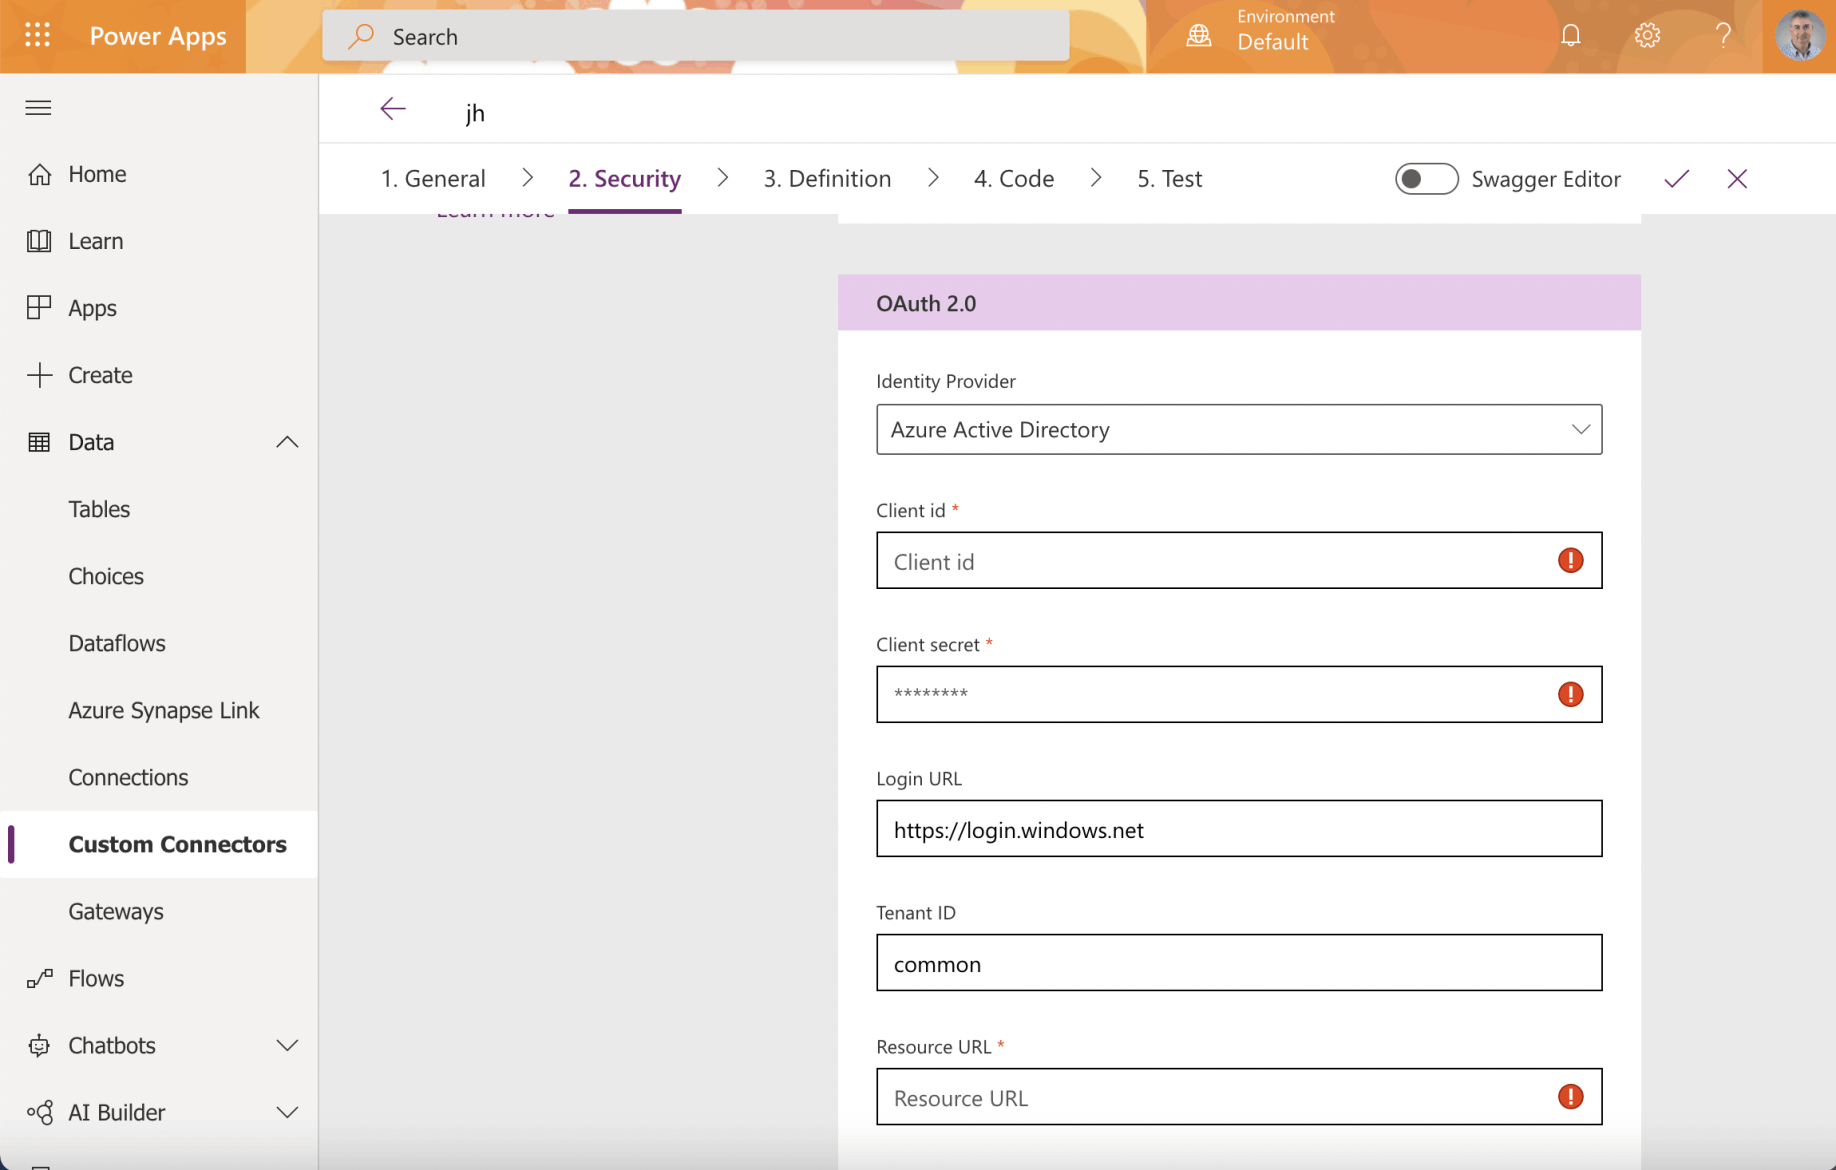 Power Apps
Search
Environment
Default
jh
1. General
2. Security
3. Definition
4. Code
5. Test
Swagger Editor
Learn more
Home
Learn
Apps
Create
Data
Tables
Choices
Dataflows
Azure Synapse Link
Connections
Custom Connectors
Gateways
Flows
Chatbots
AI Builder
OAuth 2.0
Identity Provider
Azure Active Directory
Client id *
Client id
Client secret *
********
Login URL
https://login.windows.net
Tenant ID
common
Resource URL *
Resource URL